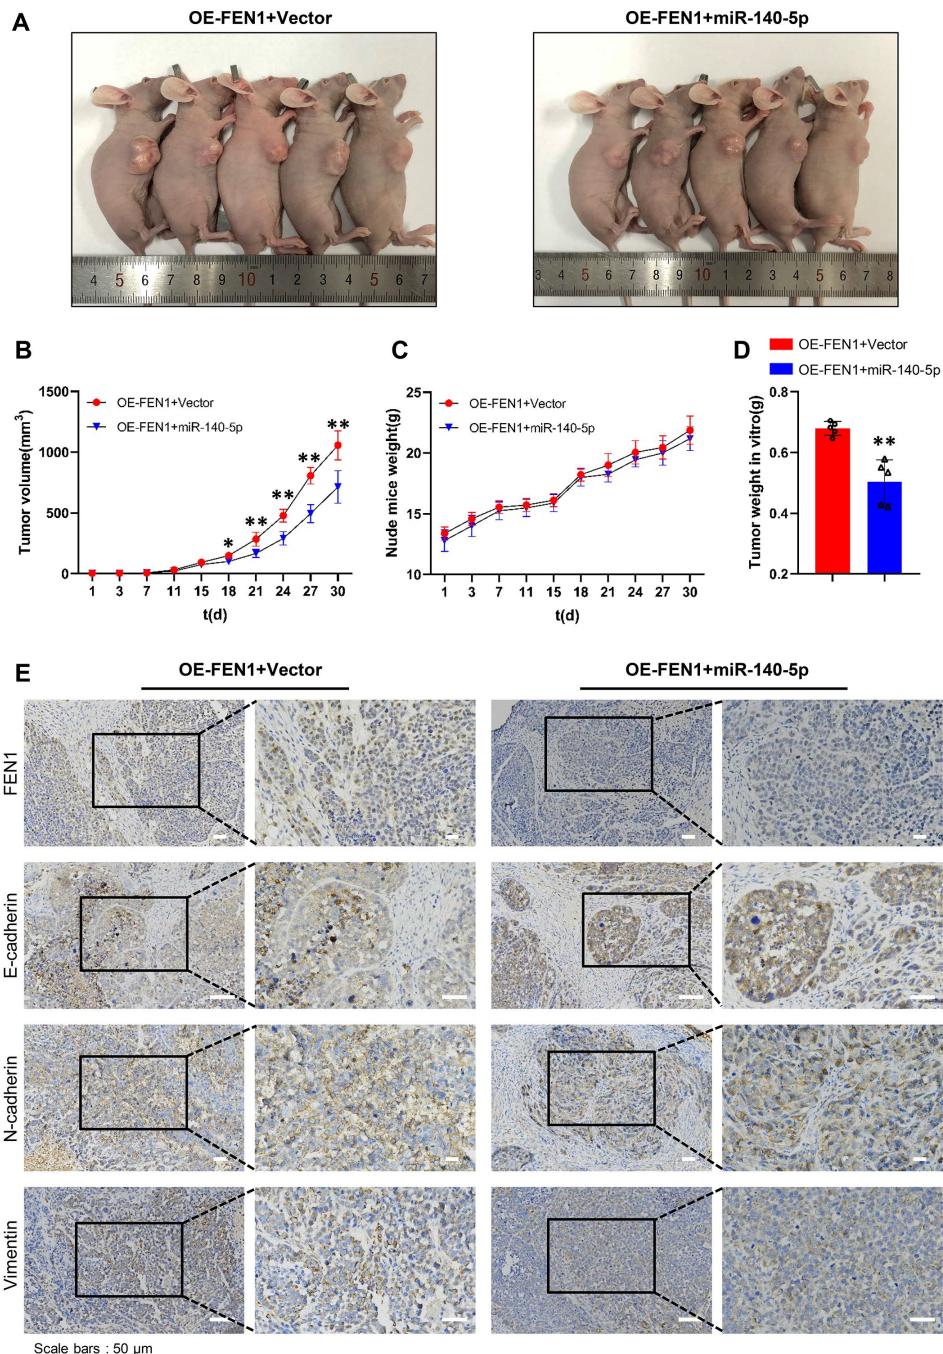 A
OE-FEN1+Vector
OE-FEN1+miR-140-5p
4 5 6 7 8 9 10 1 2 3 4 5 6 7
3 4 5 6 7 8 9 10 1 2 3 4 5 6 7 8
B
Tumor volume(mm3)
1500
1000
500
0
OE-FEN1+Vector
OE-FEN1+miR-140-5p
*
**
**
**
**
1 3 7 11 15 18 21 24 27 30
t(d)
C
Nude mice weight(g)
25
20
15
10
OE-FEN1+Vector
OE-FEN1+miR-140-5p
1 3 7 11 15 18 21 24 27 30
t(d)
D
OE-FEN1+Vector
OE-FEN1+miR-140-5p
Tumor weight in vitro(g)
0.8
0.6
0.4
0.2
**
E
OE-FEN1+Vector
OE-FEN1+miR-140-5p
FEN1
E-cadherin
N-cadherin
Vimentin
Scale bars : 50 μm